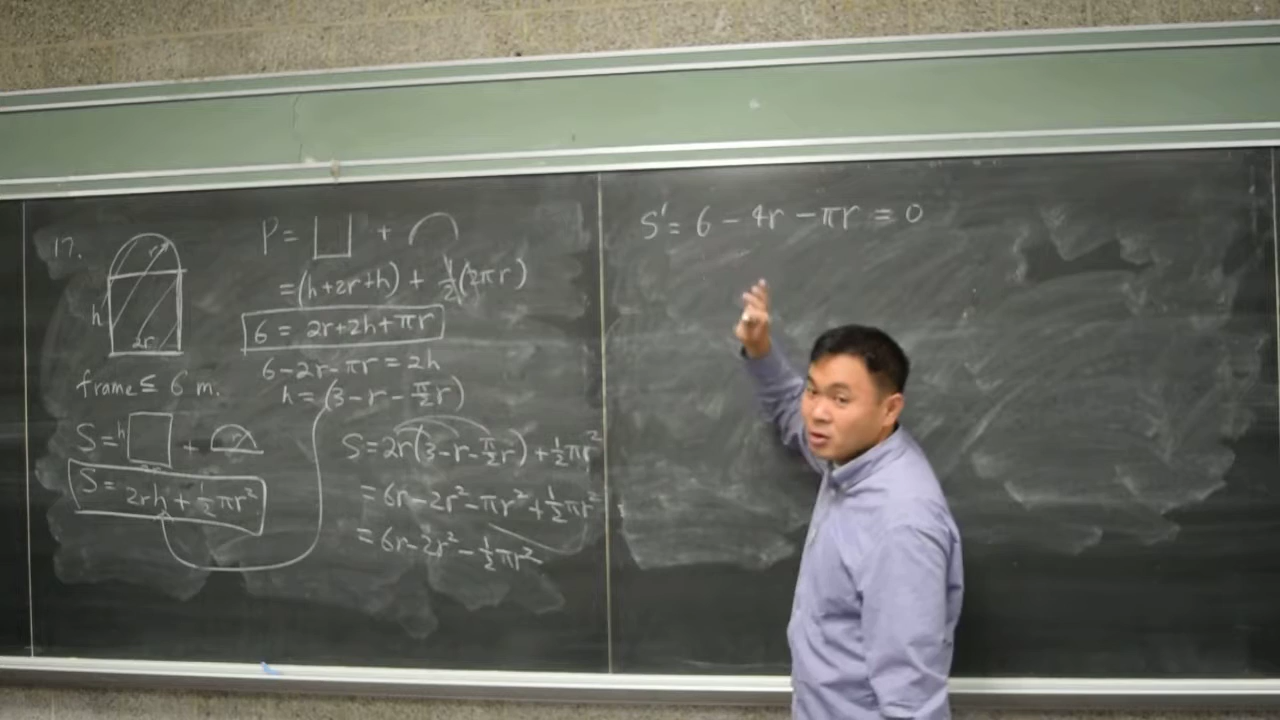 17.
r
h
2r
frame ≤ 6 m.
S = h + r
S = 2rh + ½πr²
P = +
= (h+2r+h) + ½(2πr)
6 = 2r+2h+πr
6-2r-πr = 2h
h = (3 - r - π/2 r)
S = 2r(3-r-π/2 r) + ½πr²
= 6r - 2r² - πr² + ½πr²
= 6r - 2r² - ½πr²
S' = 6 - 4r - πr = 0